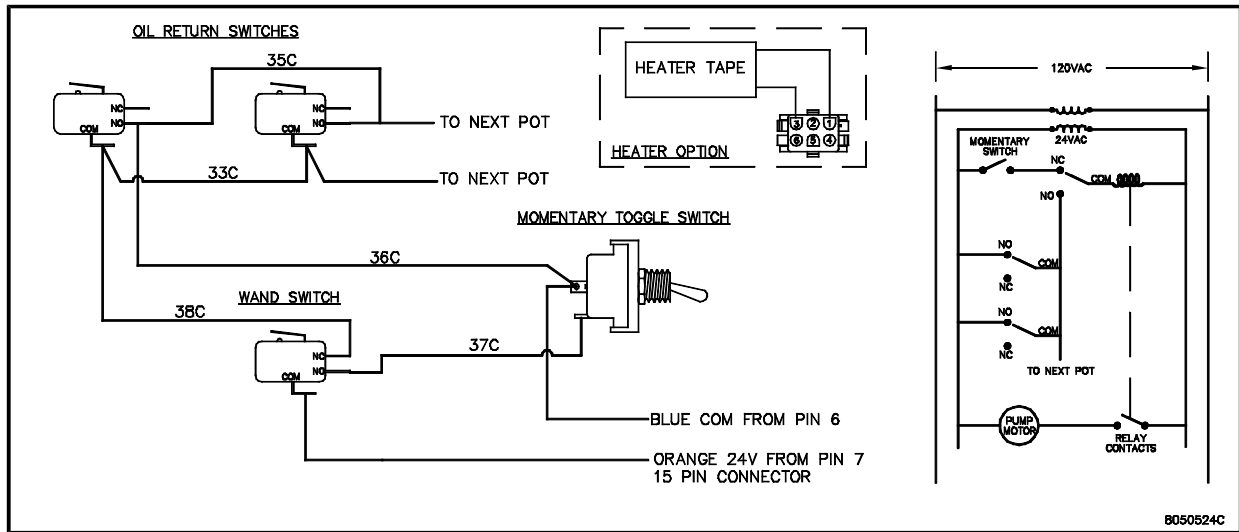 OIL RETURN SWITCHES
35C
NC
NO
COM
NC
NO
COM
TO NEXT POT
33C
TO NEXT POT
HEATER TAPE
3 2 1
6 5 4
HEATER OPTION
MOMENTARY TOGGLE SWITCH
36C
WAND SWITCH
38C
NC
NO
COM
37C
BLUE COM FROM PIN 6
ORANGE 24V FROM PIN 7
15 PIN CONNECTOR
120VAC
24VAC
MOMENTARY
SWITCH
NC
COM
NO
NO
COM
NC
NO
COM
NC
TO NEXT POT
PUMP
MOTOR
RELAY
CONTACTS
8050524C